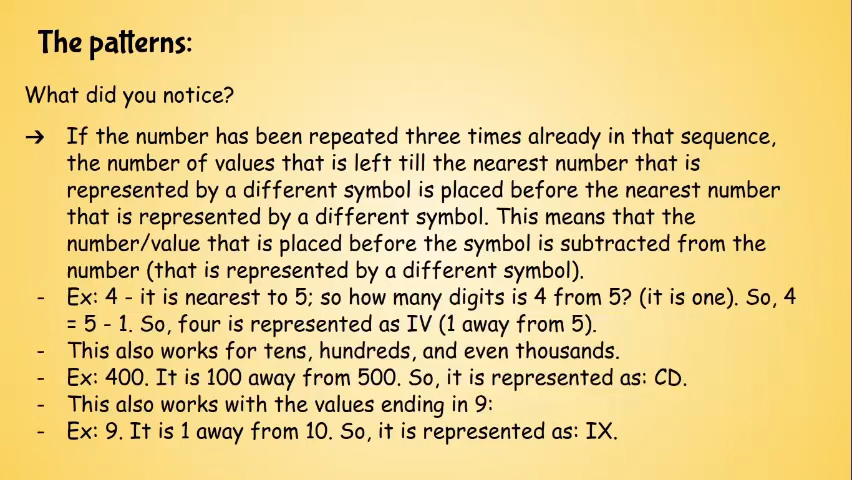 The patterns:
What did you notice?
➔ If the number has been repeated three times already in that sequence,
the number of values that is left till the nearest number that is
represented by a different symbol is placed before the nearest number
that is represented by a different symbol. This means that the
number/value that is placed before the symbol is subtracted from the
number (that is represented by a different symbol).
- Ex: 4 - it is nearest to 5; so how many digits is 4 from 5? (it is one). So, 4
= 5 - 1. So, four is represented as IV (1 away from 5).
- This also works for tens, hundreds, and even thousands.
- Ex: 400. It is 100 away from 500. So, it is represented as: CD.
- This also works with the values ending in 9:
- Ex: 9. It is 1 away from 10. So, it is represented as: IX.